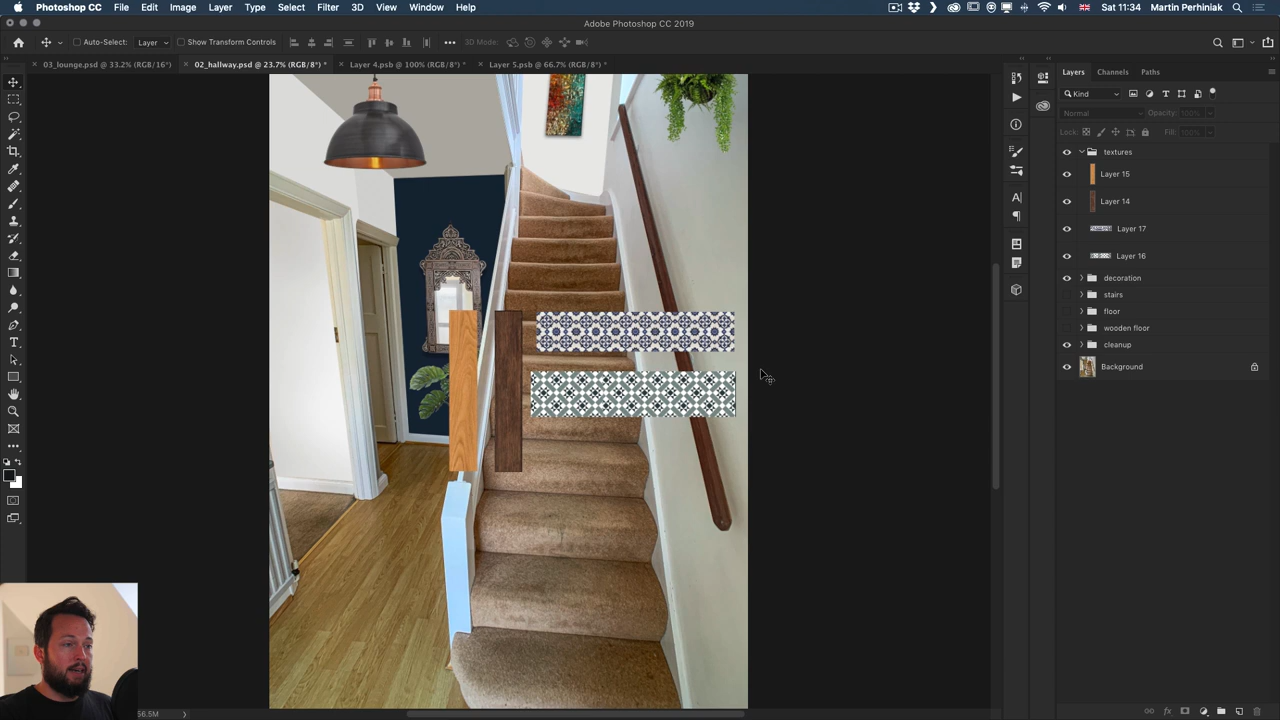 Photoshop CC File Edit Image Layer Type Select Filter 3D View Window Help Sat 11:34 Martin Perhiniak
Adobe Photoshop CC 2019
Auto-Select: Layer Show Transform Controls 3D Mode:
03_lounge.psd @ 33.2% (RGB/16*) 02_hallway.psd @ 23.7% (RGB/8*) * Layer 4.psb @ 100% (RGB/8*) * Layer 5.psb @ 66.7% (RGB/8*) *
Layers Channels Paths
Kind
Normal Opacity: 100%
Lock: Fill: 100%
textures
Layer 15
Layer 14
Layer 17
Layer 16
decoration
stairs
floor
wooden floor
cleanup
Background
56.5M